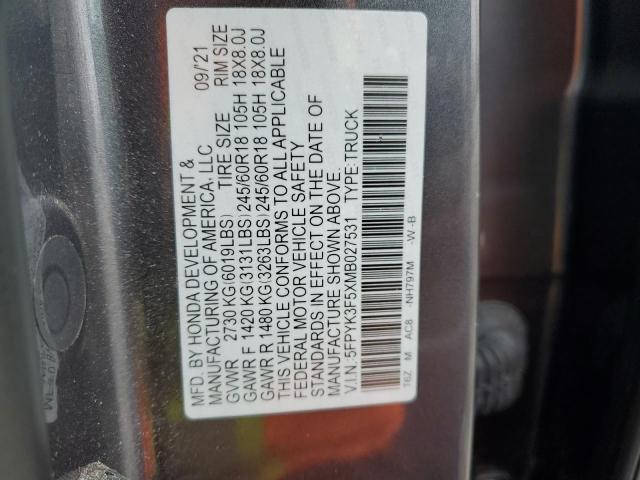 MFD.BY HONDA DEVELOPMENT & 09/'21
MANUFACTURING OF AMERICA, LLC
GVWR 2730 KG(6019LBS) TIRE SIZE RIM SIZE
GAWR F 1420 KG(3131LBS)245/60R18 105H 18X8.0J
GAWR R 1480 KG(3263LBS)245/60R18 105H 18X8.0J
THIS VEHICLE CONFORMS TO ALL APPLICABLE
FEDERAL MOTOR VEHICLE SAFETY
STANDARDS IN EFFECT ON THE DATE OF
MANUFACTURE SHOWN ABOVE.
V.I.N.:5FPYK3F5XMB027531 TYPE:TRUCK
T6Z M AC8 -NH797M -W -B